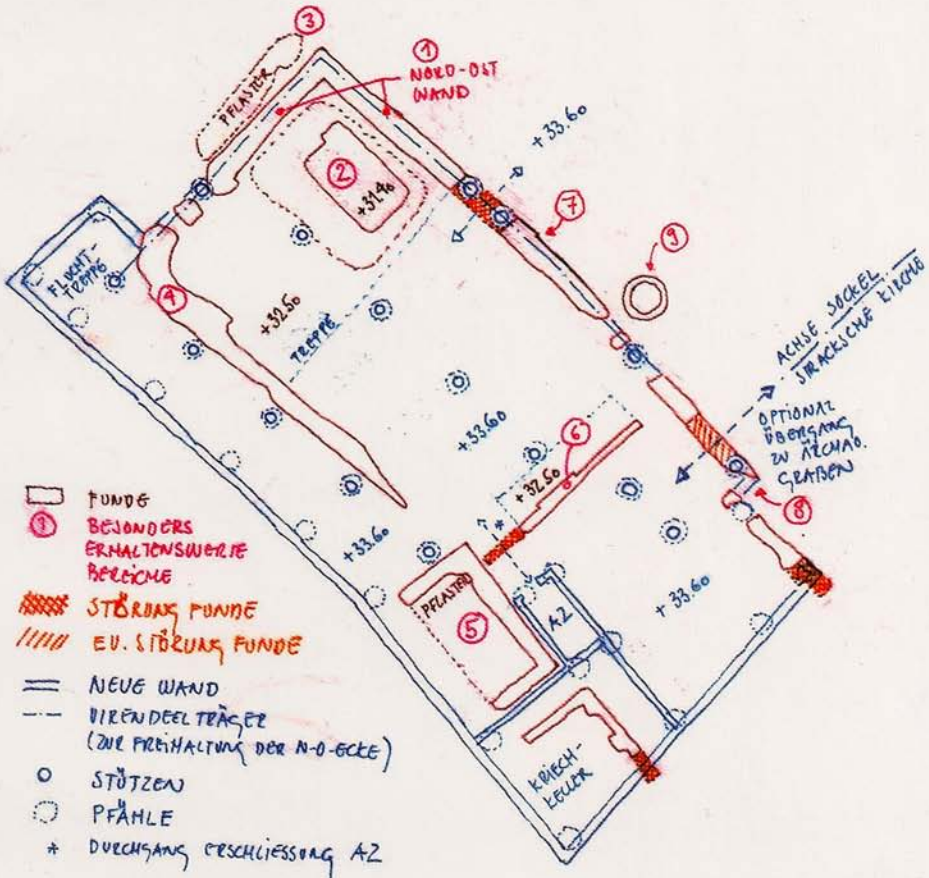 ③
PFLASTER
①
NORD-OST
WAND
+33.60
②
+31.40
⑦
⑨
FLUCHT-
TREPPE
④
+32.50
TREPPE
ACHSE SOCKEL
STRACKSCHE KIRCHE
OPTIONAL
ÜBERGANG
ZU ARCHÄO.
GRABEN
+33.60
⑥
+32.50
*
⑧
+33.60
PFLASTER
⑤
AZ
+33.60
KRIECH-
KELLER
FUNDE
BESONDERS
ERHALTENSWERTE
BEREICHE
STÖRUNG FUNDE
EV. STÖRUNG FUNDE
NEUE WAND
VIRENDEEL TRÄGER
(ZUR FREIHALTUNG DER N-O-ECKE)
STÜTZEN
PFÄHLE
* DURCHGANG ERSCHLIESSUNG AZ